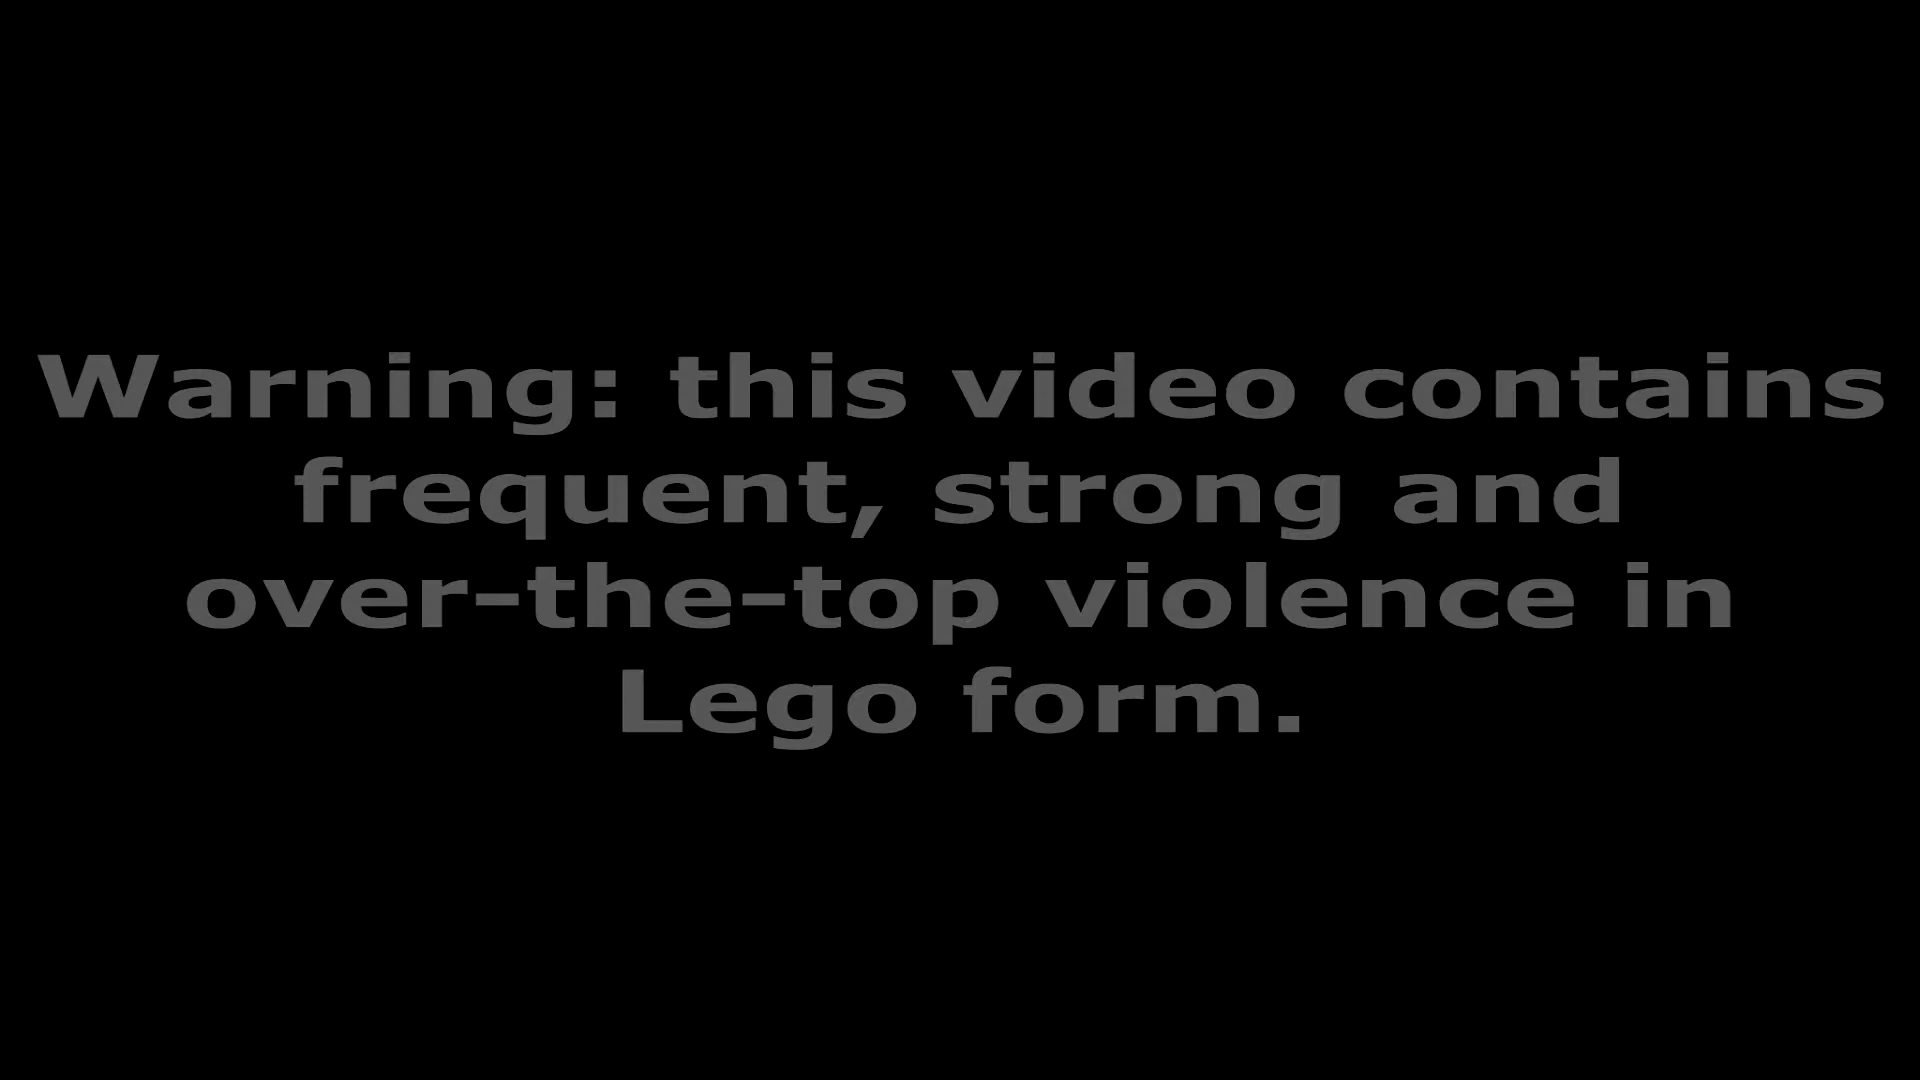 Warning: this video contains
frequent, strong and
over-the-top violence in
Lego form.